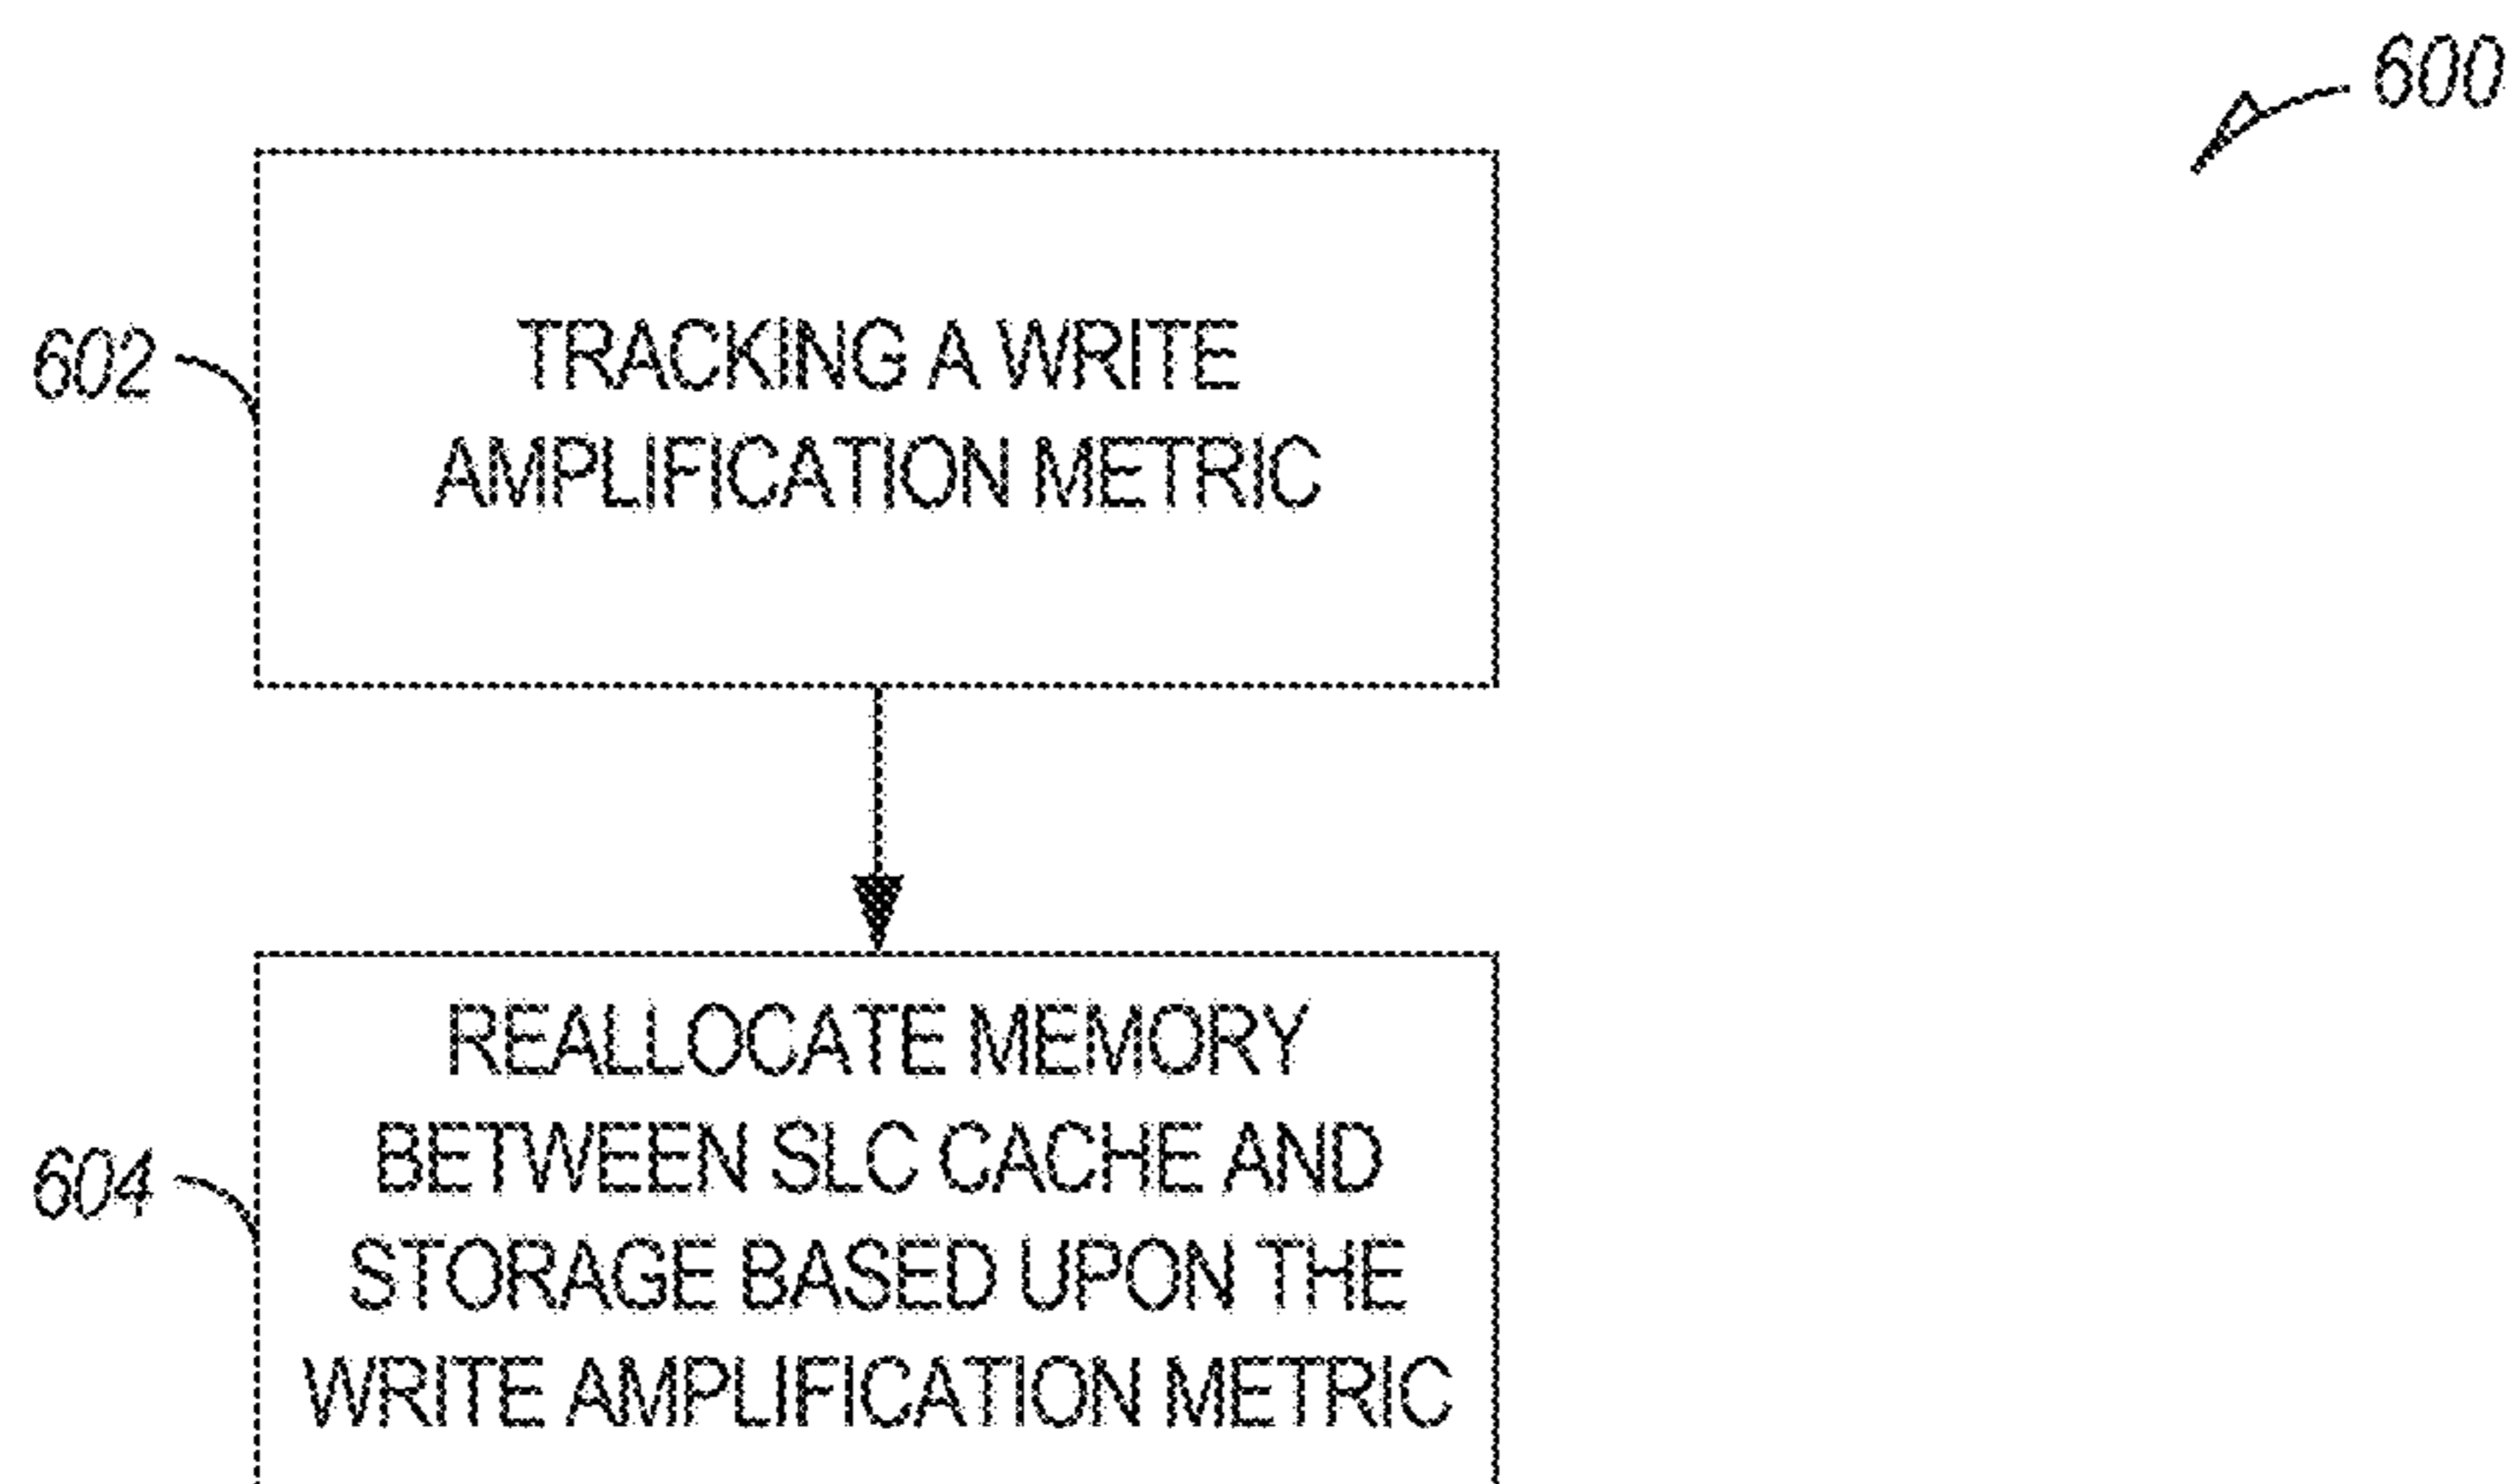 600
602
TRACKING A WRITE
AMPLIFICATION METRIC
604
REALLOCATE MEMORY
BETWEEN SLC CACHE AND
STORAGE BASED UPON THE
WRITE AMPLIFICATION METRIC